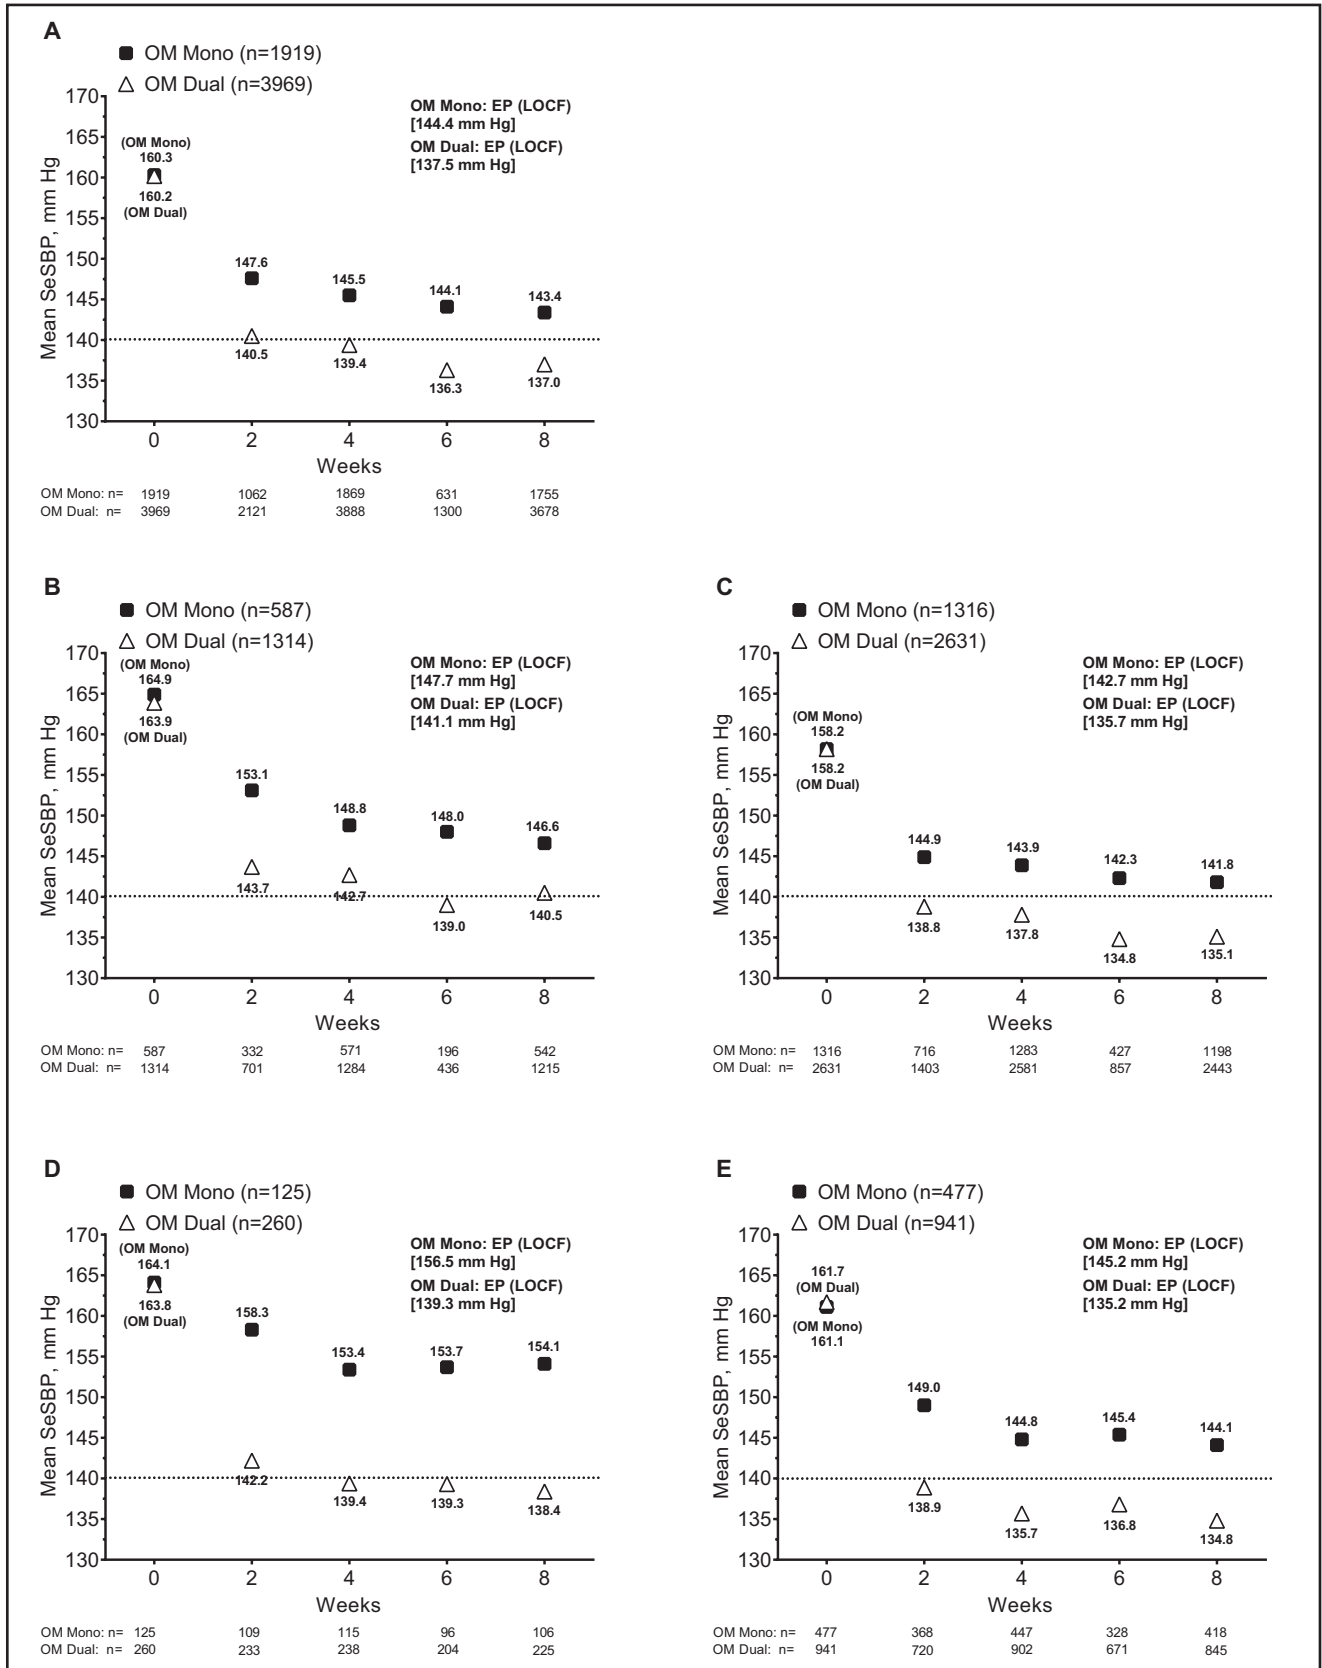 A
OM Mono (n=1919)
OM Dual (n=3969)
OM Mono: EP (LOCF)
[144.4 mm Hg]
OM Dual: EP (LOCF)
[137.5 mm Hg]
Mean SeSBP, mm Hg
170
165
160
155
150
145
140
135
130
(OM Mono)
160.3
160.2
(OM Dual)
147.6
145.5
144.1
143.4
140.5
139.4
136.3
137.0
0 2 4 6 8
Weeks
OM Mono: n= 1919 1062 1869 631 1755
OM Dual: n= 3969 2121 3888 1300 3678
B
OM Mono (n=587)
OM Dual (n=1314)
OM Mono: EP (LOCF)
[147.7 mm Hg]
OM Dual: EP (LOCF)
[141.1 mm Hg]
Mean SeSBP, mm Hg
170
165
160
155
150
145
140
135
130
(OM Mono)
164.9
163.9
(OM Dual)
153.1
148.8
148.0
146.6
143.7
142.7
139.0
140.5
0 2 4 6 8
Weeks
OM Mono: n= 587 332 571 196 542
OM Dual: n= 1314 701 1284 436 1215
C
OM Mono (n=1316)
OM Dual (n=2631)
OM Mono: EP (LOCF)
[142.7 mm Hg]
OM Dual: EP (LOCF)
[135.7 mm Hg]
Mean SeSBP, mm Hg
170
165
160
155
150
145
140
135
130
(OM Mono)
158.2
158.2
(OM Dual)
144.9
143.9
142.3
141.8
138.8
137.8
134.8
135.1
0 2 4 6 8
Weeks
OM Mono: n= 1316 716 1283 427 1198
OM Dual: n= 2631 1403 2581 857 2443
D
OM Mono (n=125)
OM Dual (n=260)
OM Mono: EP (LOCF)
[156.5 mm Hg]
OM Dual: EP (LOCF)
[139.3 mm Hg]
Mean SeSBP, mm Hg
170
165
160
155
150
145
140
135
130
(OM Mono)
164.1
163.8
(OM Dual)
158.3
153.4
153.7
154.1
142.2
139.4
139.3
138.4
0 2 4 6 8
Weeks
OM Mono: n= 125 109 115 96 106
OM Dual: n= 260 233 238 204 225
E
OM Mono (n=477)
OM Dual (n=941)
OM Mono: EP (LOCF)
[145.2 mm Hg]
OM Dual: EP (LOCF)
[135.2 mm Hg]
Mean SeSBP, mm Hg
170
165
160
155
150
145
140
135
130
161.7
(OM Dual)
(OM Mono)
161.1
149.0
144.8
145.4
144.1
138.9
135.7
136.8
134.8
0 2 4 6 8
Weeks
OM Mono: n= 477 368 447 328 418
OM Dual: n= 941 720 902 671 845